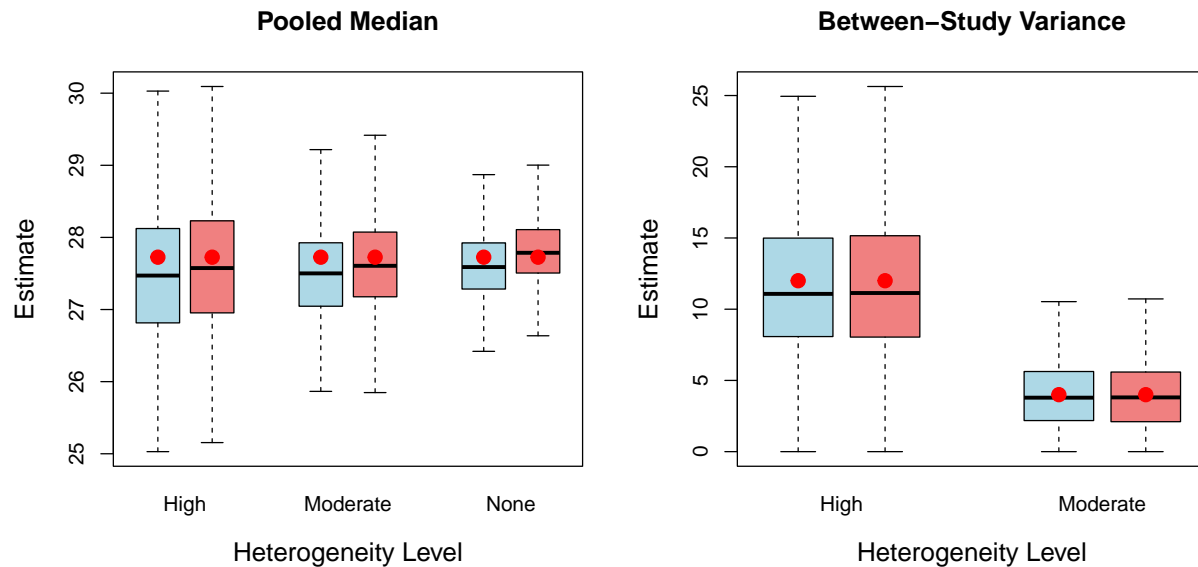 Pooled Median
Estimate
30
29
28
27
26
25
High Moderate None
Heterogeneity Level
Between−Study Variance
Estimate
25
20
15
10
5
0
High Moderate
Heterogeneity Level